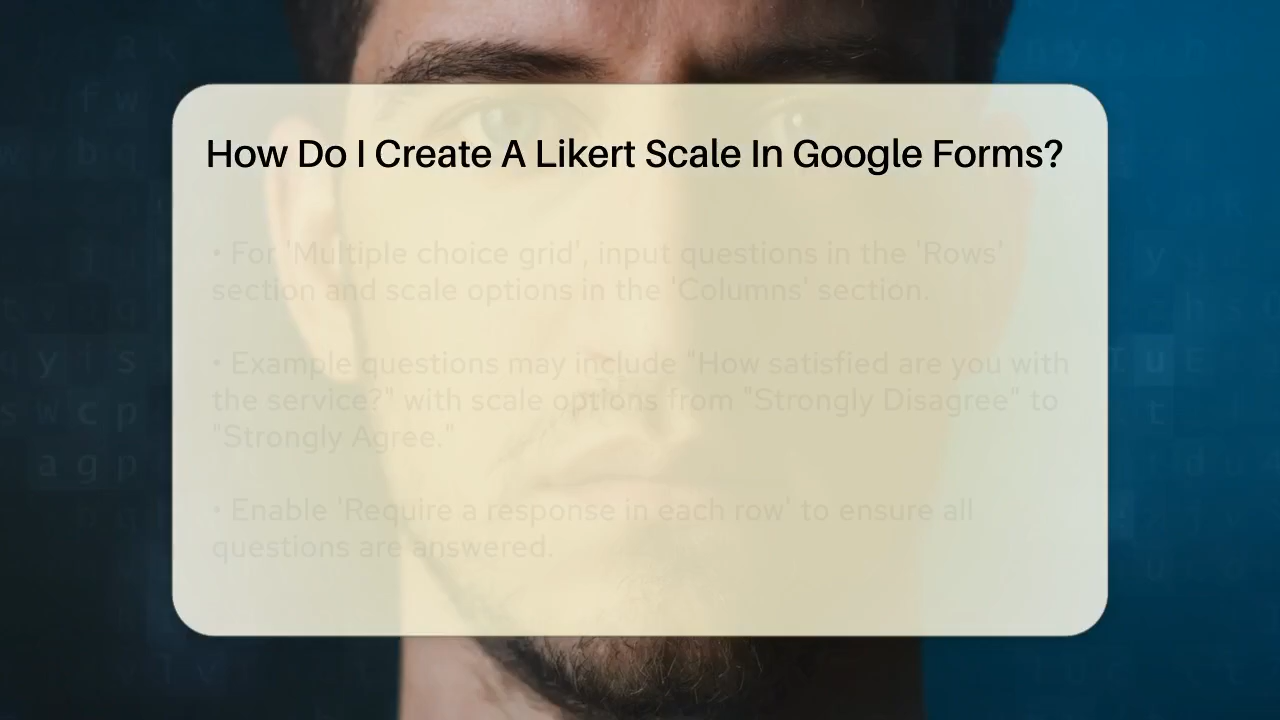 How Do I Create A Likert Scale In Google Forms?
• For 'Multiple choice grid', input questions in the 'Rows'
section and scale options in the 'Columns' section.
• Example questions may include "How satisfied are you with
the service?" with scale options from "Strongly Disagree" to
"Strongly Agree."
• Enable 'Require a response in each row' to ensure all
questions are answered.